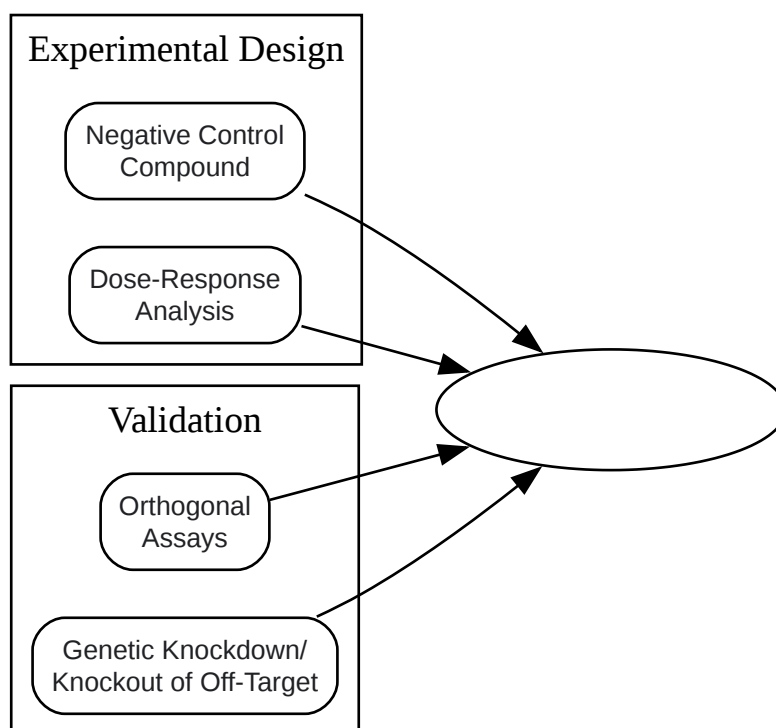 Experimental Design
Negative Control
Compound
Dose-Response
Analysis
Validation
Orthogonal
Assays
Genetic Knockdown/
Knockout of Off-Target